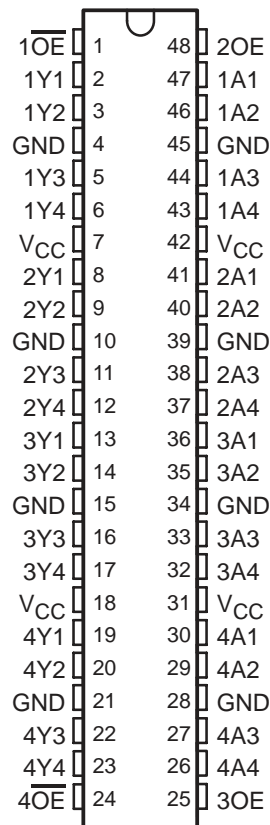 1O̅E̅ 1 48 2OE
1Y1 2 47 1A1
1Y2 3 46 1A2
GND 4 45 GND
1Y3 5 44 1A3
1Y4 6 43 1A4
VCC 7 42 VCC
2Y1 8 41 2A1
2Y2 9 40 2A2
GND 10 39 GND
2Y3 11 38 2A3
2Y4 12 37 2A4
3Y1 13 36 3A1
3Y2 14 35 3A2
GND 15 34 GND
3Y3 16 33 3A3
3Y4 17 32 3A4
VCC 18 31 VCC
4Y1 19 30 4A1
4Y2 20 29 4A2
GND 21 28 GND
4Y3 22 27 4A3
4Y4 23 26 4A4
4O̅E̅ 24 25 3OE